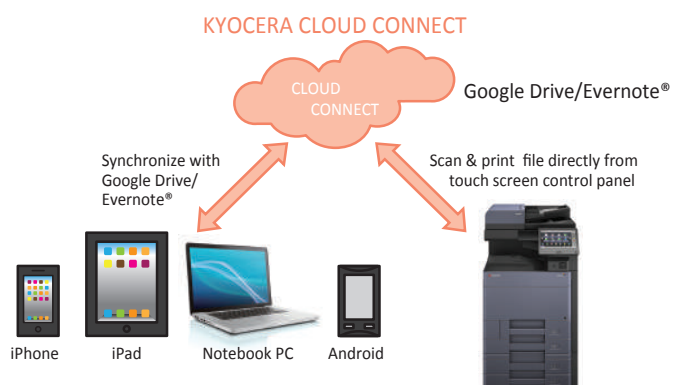 KYOCERA CLOUD CONNECT
CLOUD
CONNECT
Google Drive/Evernote®
Synchronize with
Google Drive/
Evernote®
Scan & print file directly from
touch screen control panel
iPhone
iPad
Notebook PC
Android